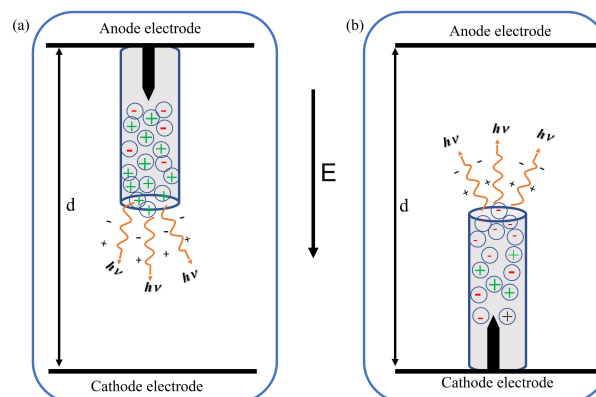 (a)
Anode electrode
d
hν
hν
hν
Cathode electrode
E
(b)
Anode electrode
hν
hν
hν
d
Cathode electrode